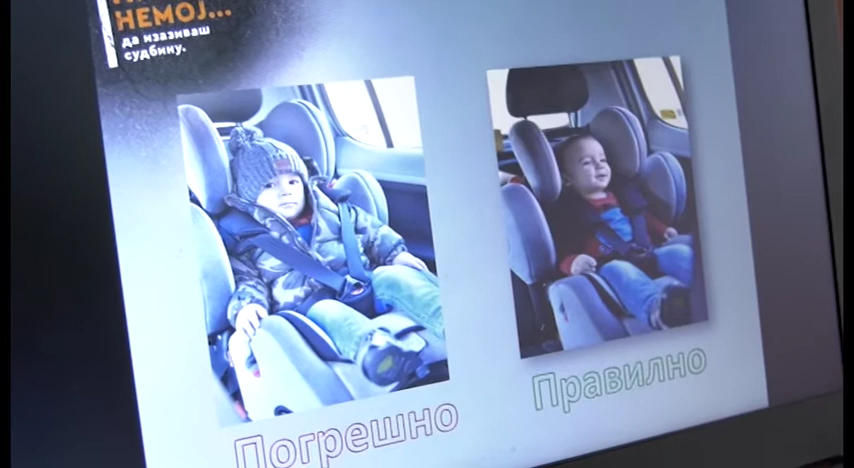 НЕМОЈ...
да изазиваш
судбину.
Погрешно
Правилно